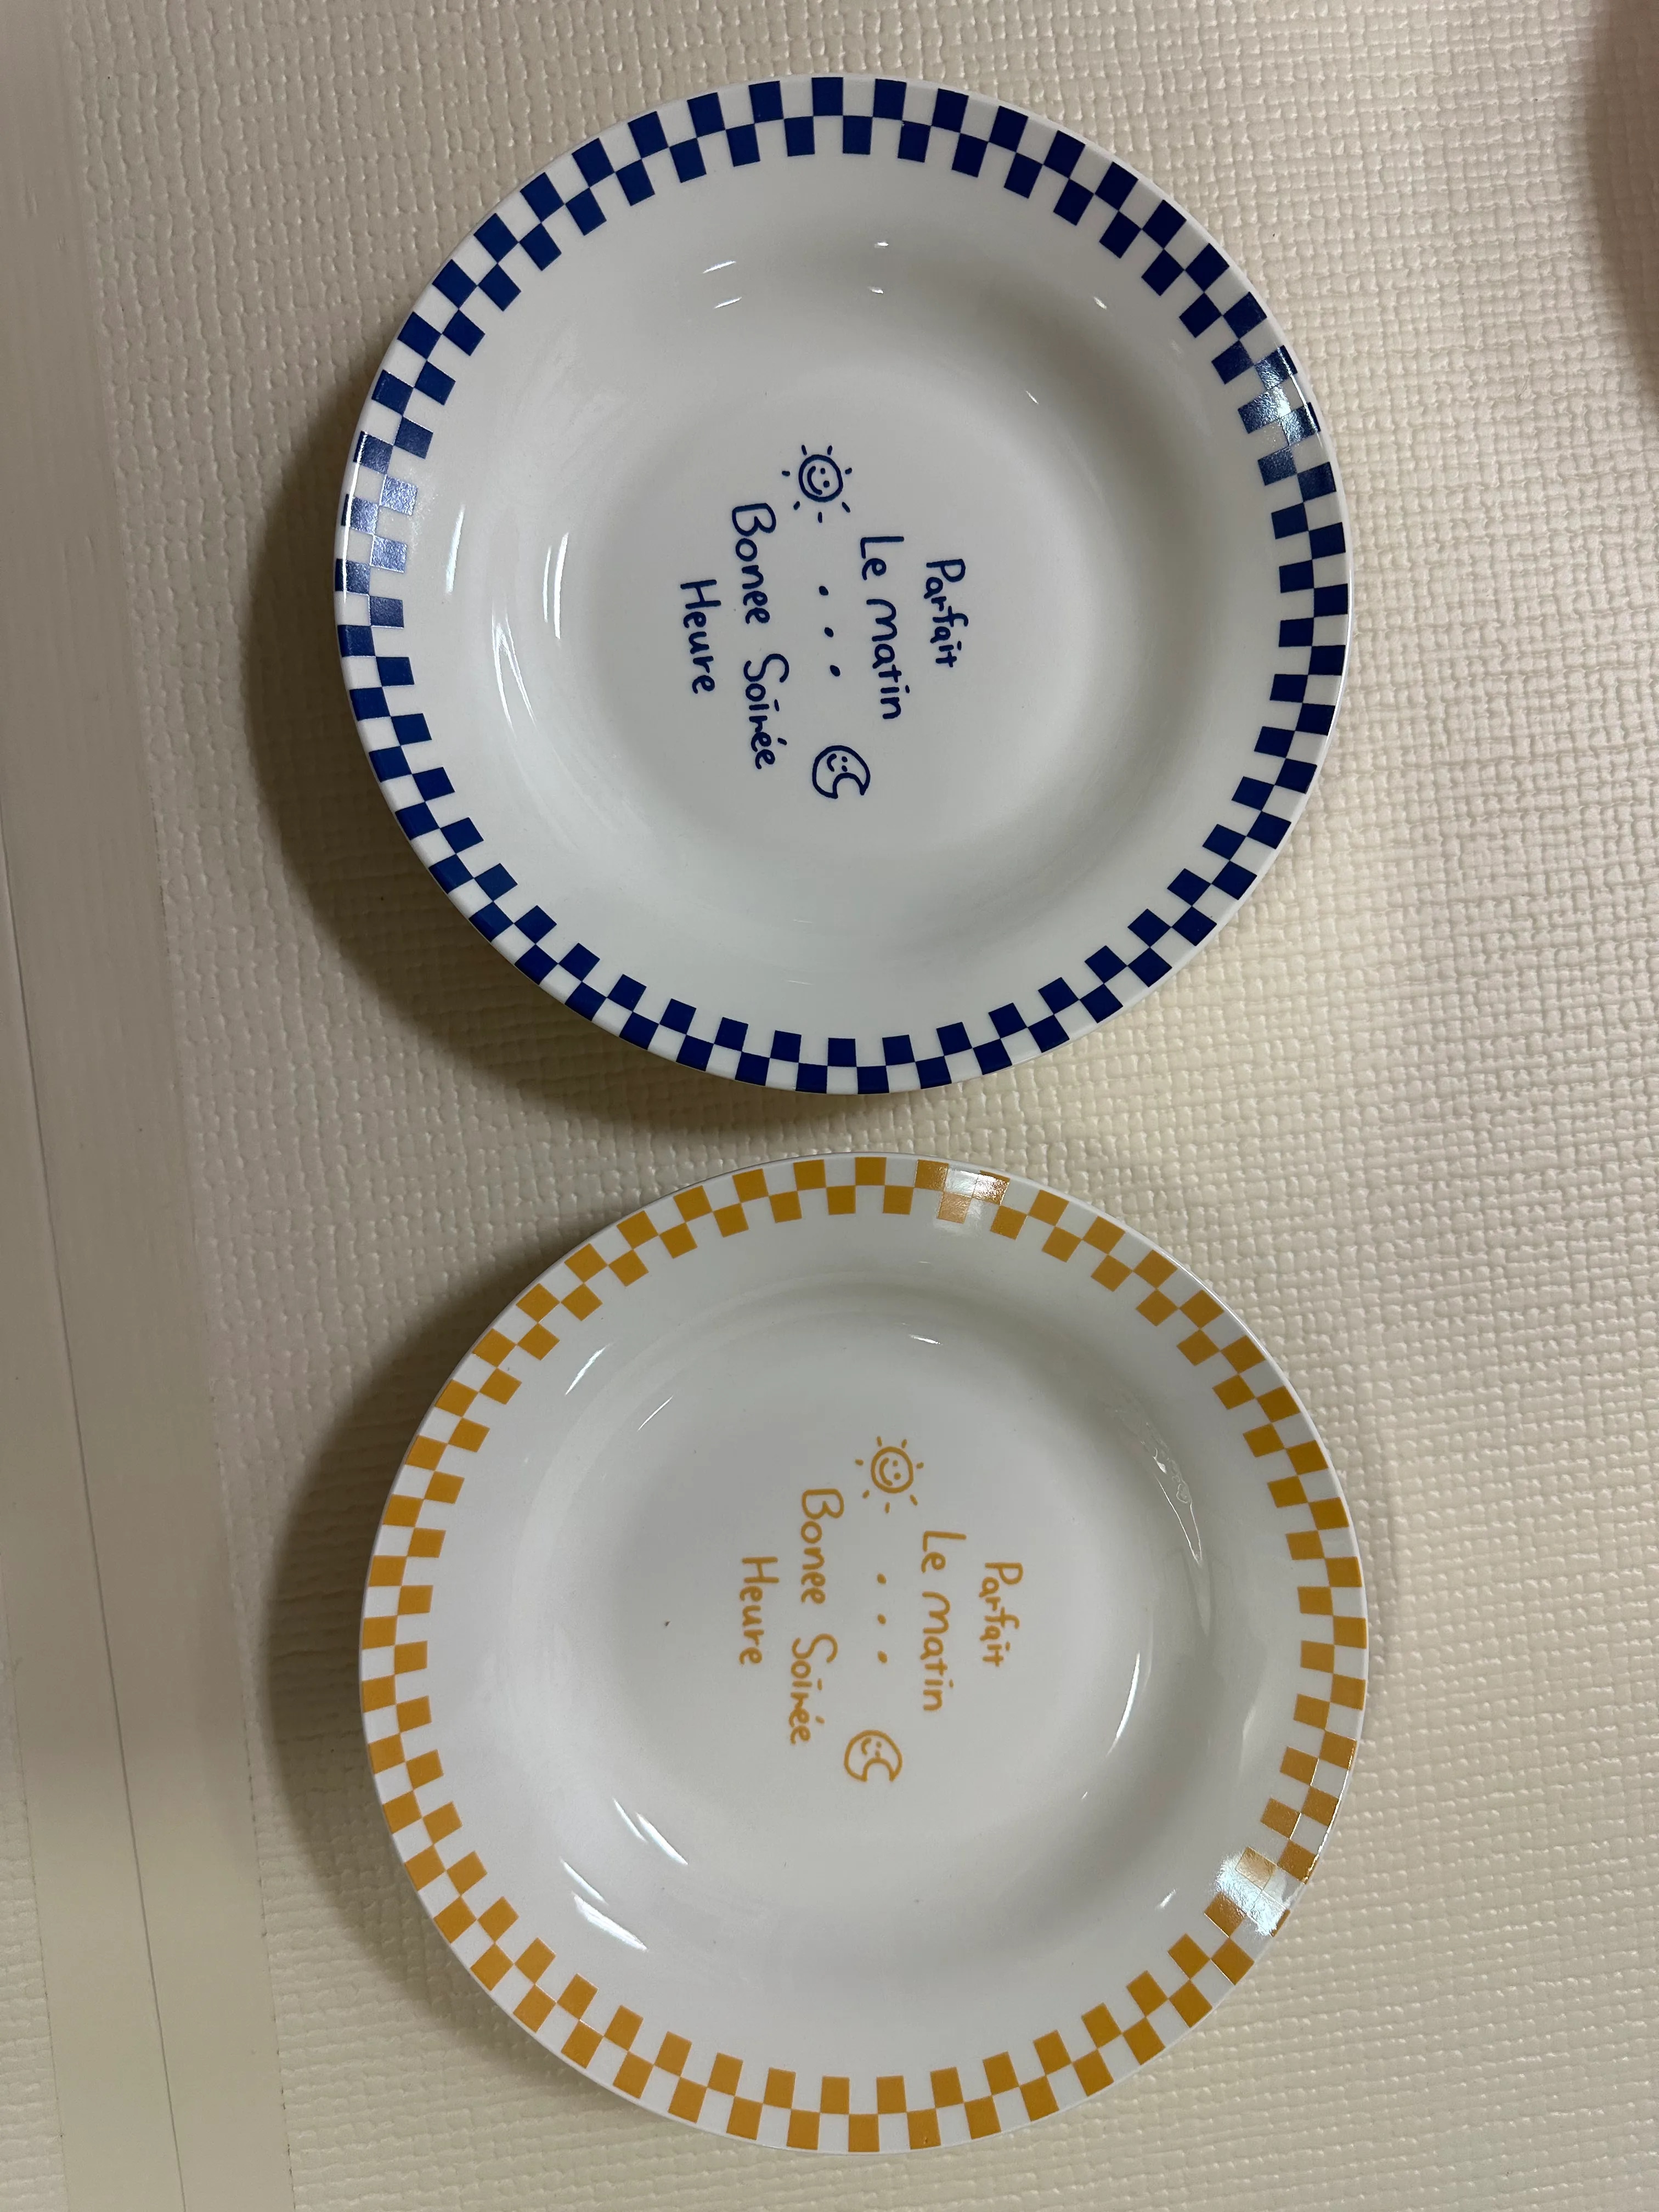 Parfait
Le matin
Bonee Soirée
Heure
Parfait
Le matin
Bonee Soirée
Heure